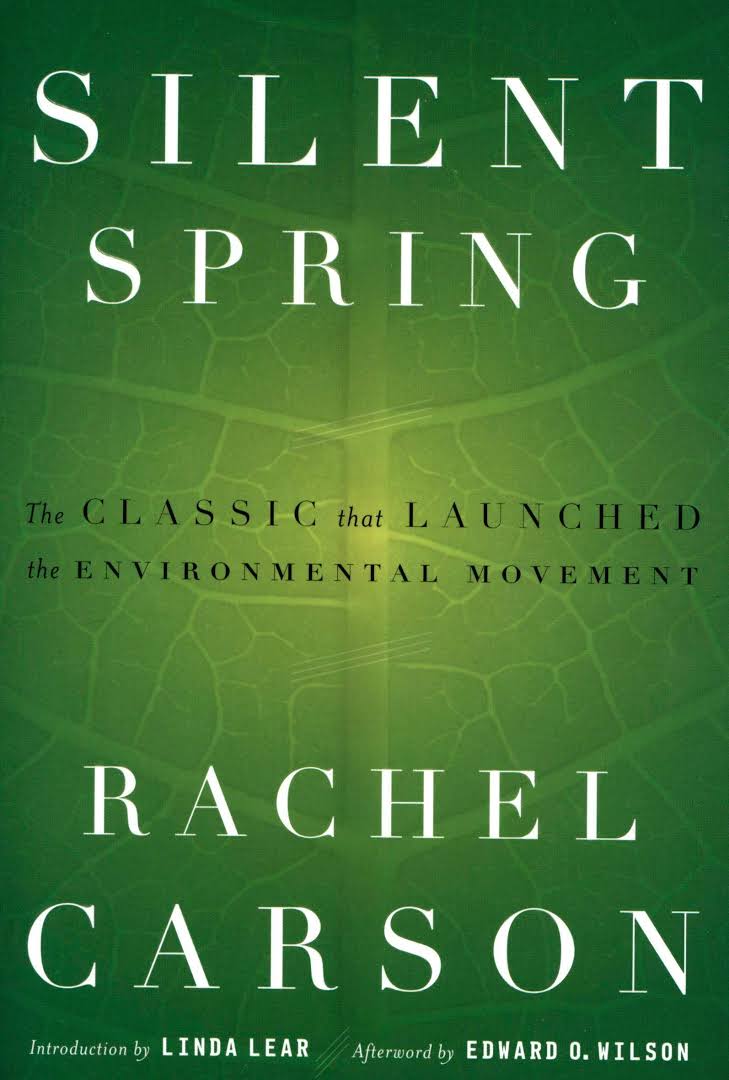 SILENT
SPRING
The CLASSIC that LAUNCHED
the ENVIRONMENTAL MOVEMENT
RACHEL
CARSON
Introduction by LINDA LEAR Afterword by EDWARD O. WILSON